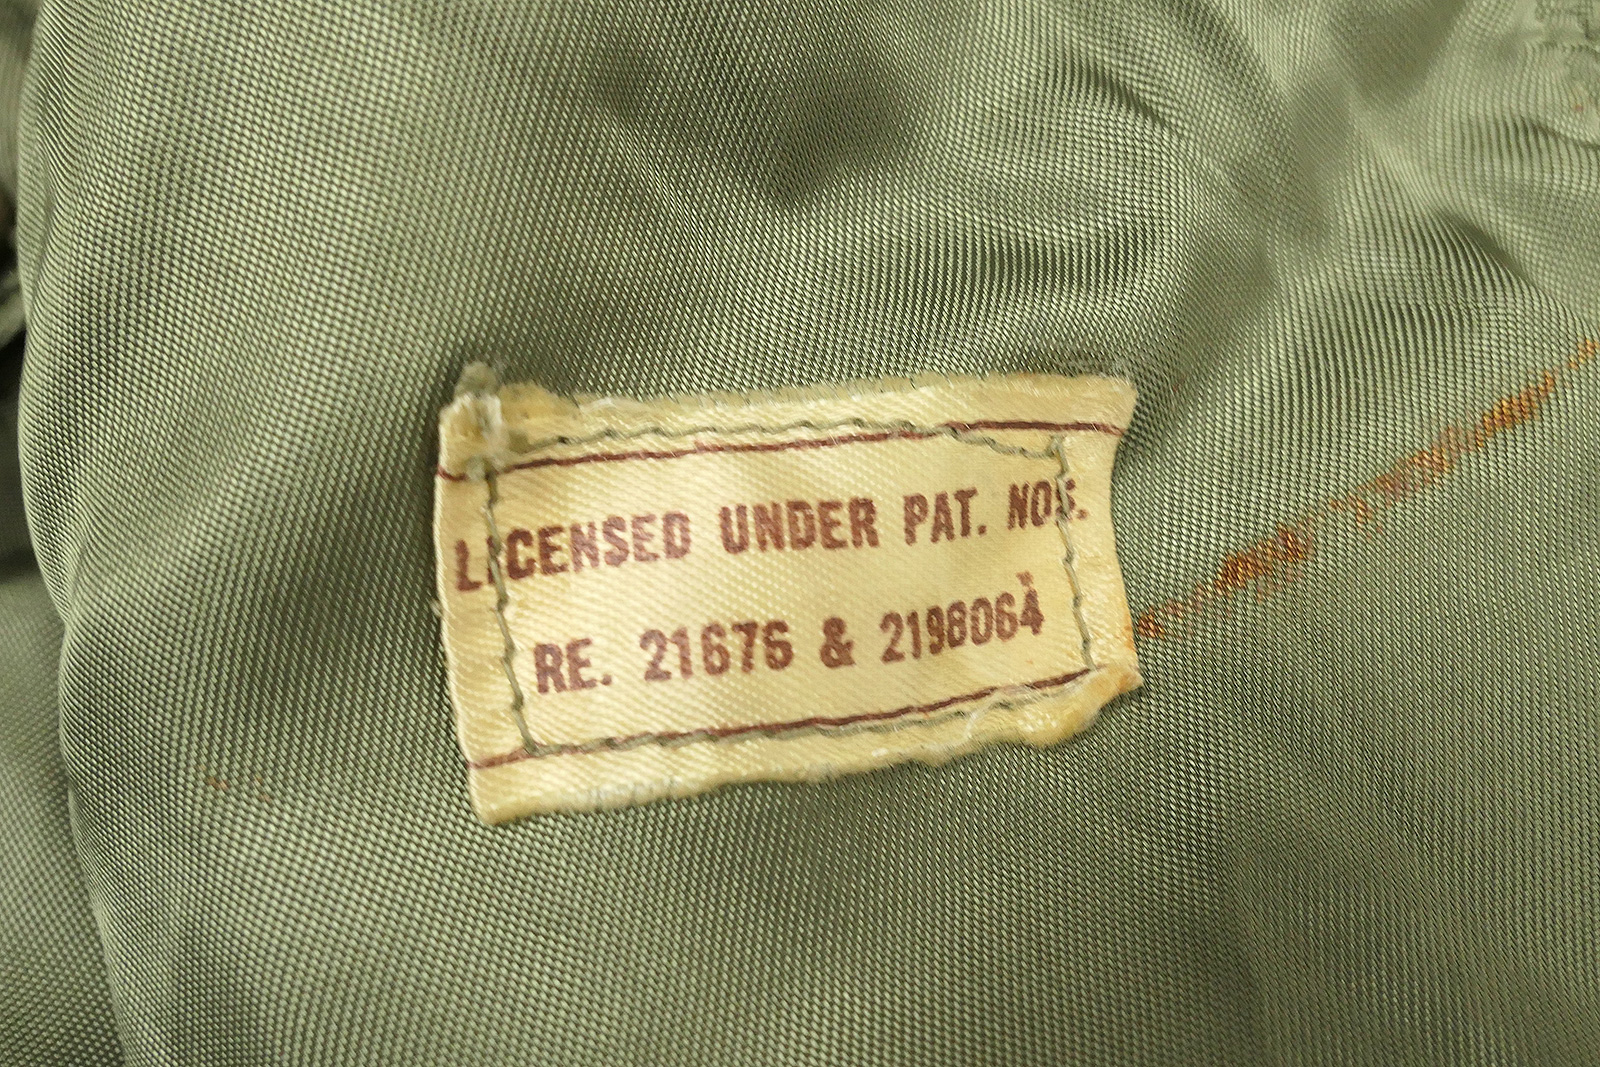 LICENSED UNDER PAT. NOS.
RE. 21676 & 2198064